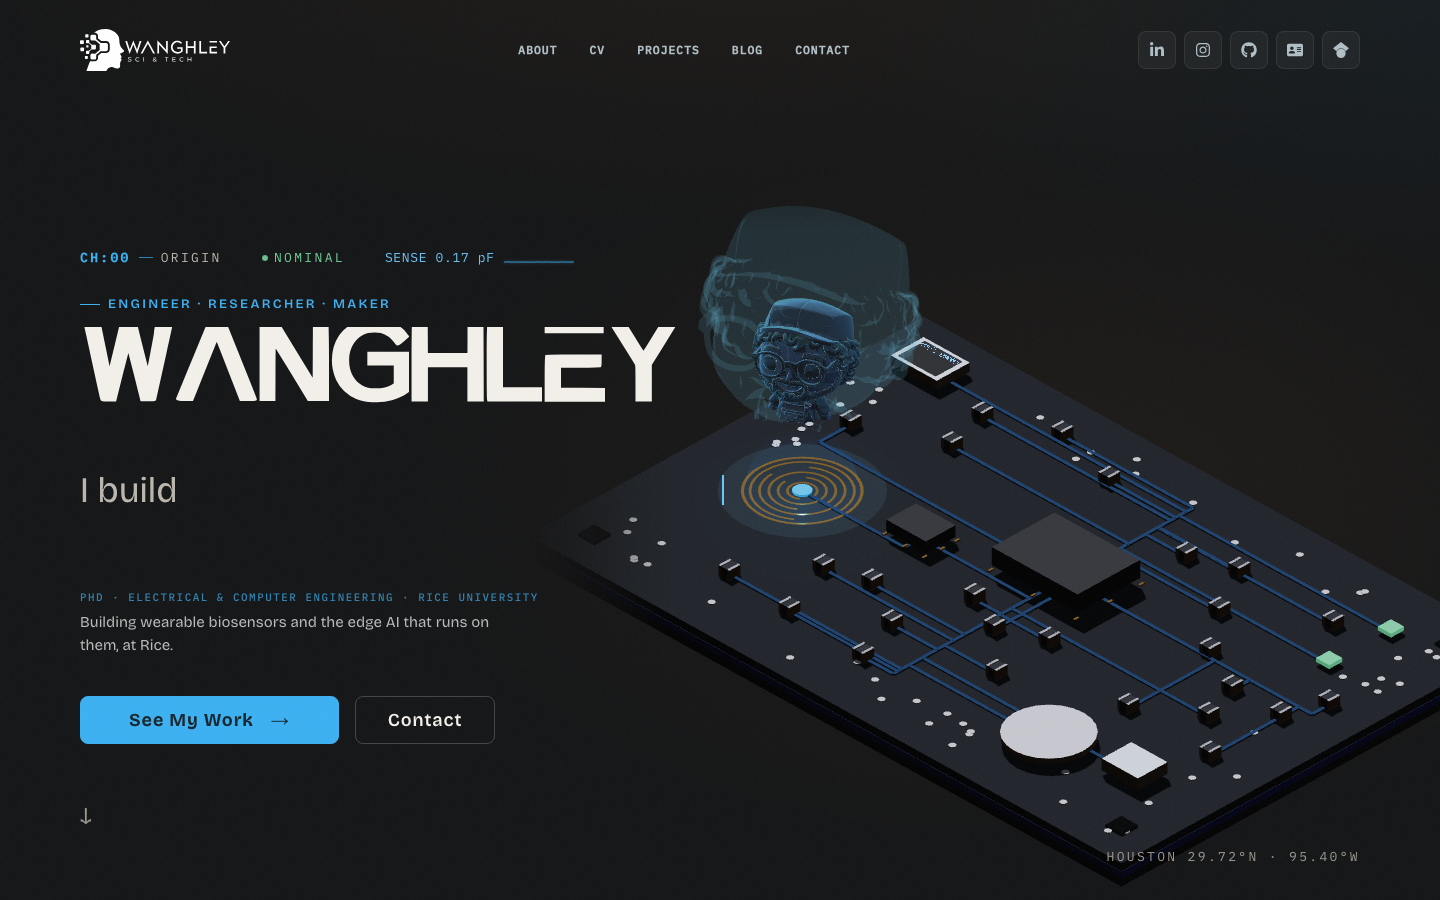 WANGHLEY
SCI & TECH
ABOUT
CV
PROJECTS
BLOG
CONTACT
CH:00 — ORIGIN
NOMINAL
SENSE 0.17 pF
ENGINEER · RESEARCHER · MAKER
WANGHLEY
I build
PHD · ELECTRICAL & COMPUTER ENGINEERING · RICE UNIVERSITY
Building wearable biosensors and the edge AI that runs on
them, at Rice.
See My Work →
Contact
↓
HOUSTON 29.72°N · 95.40°W